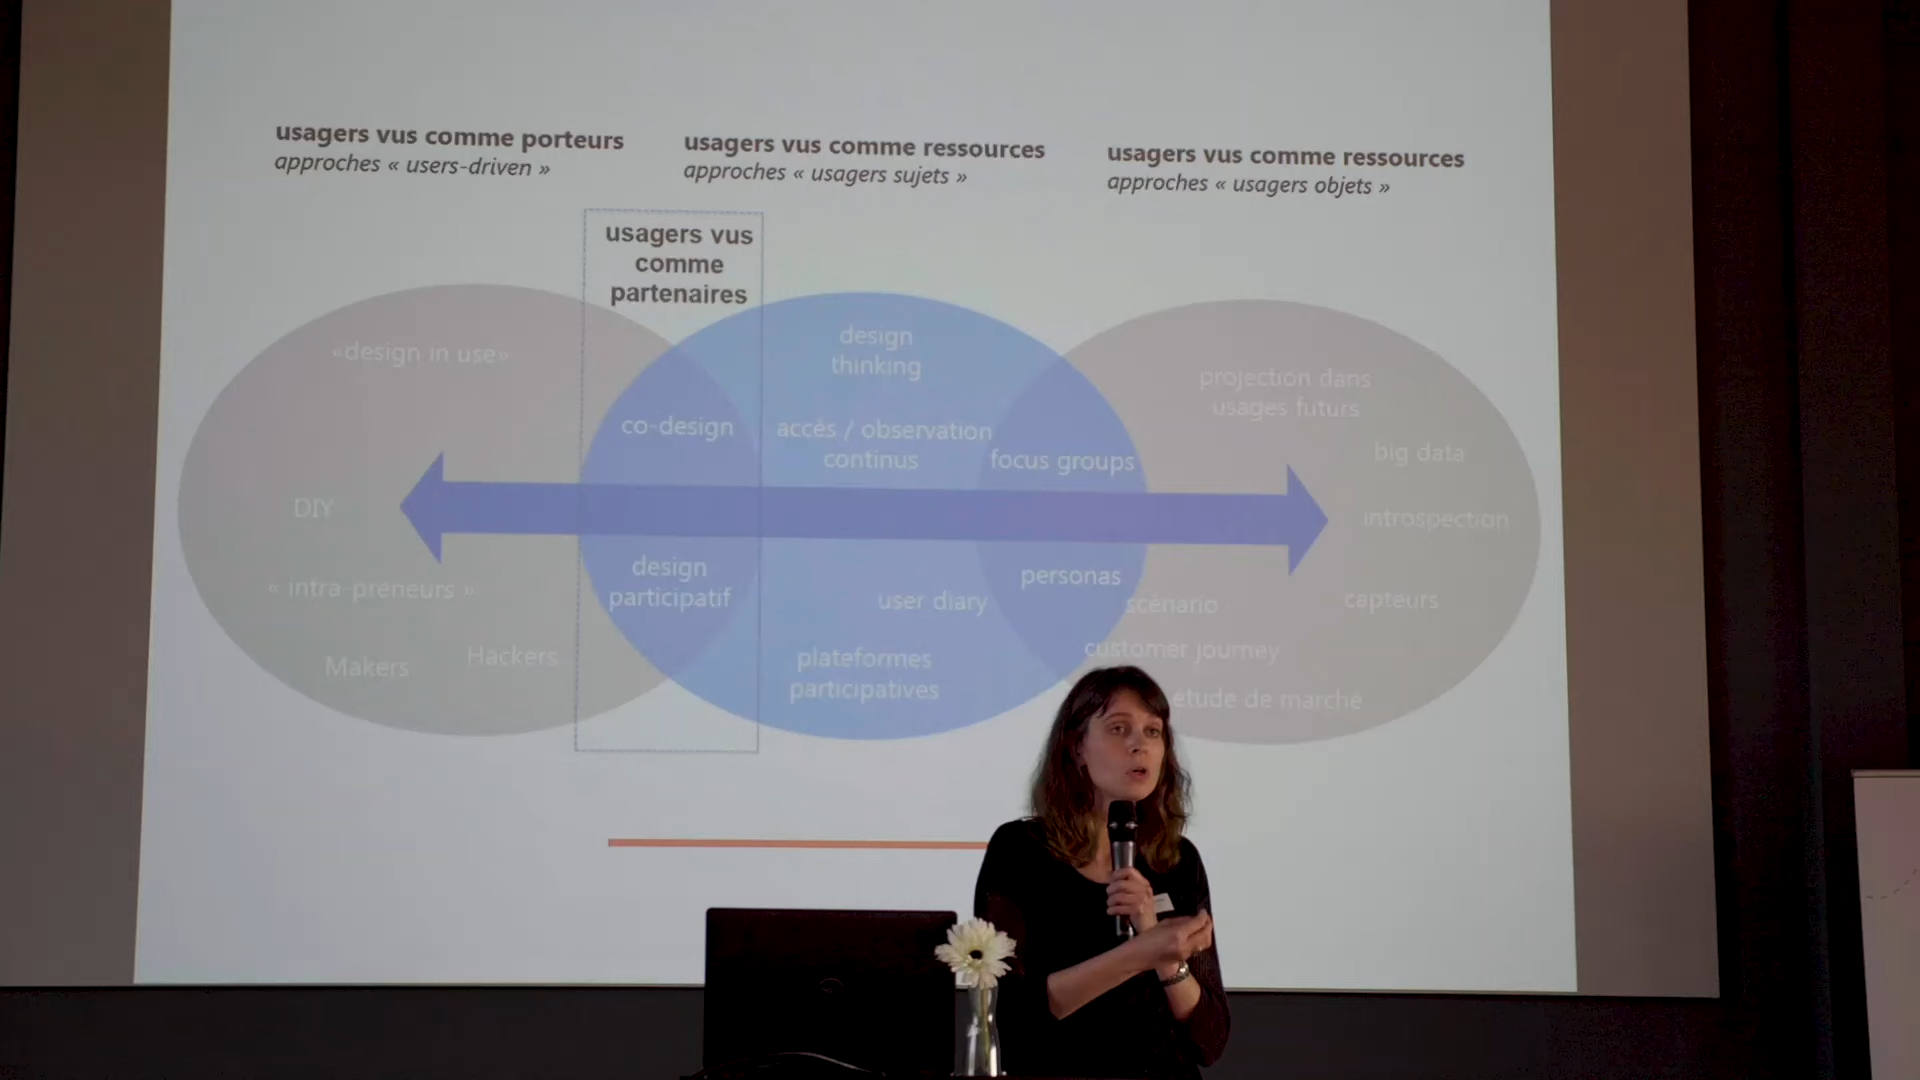 usagers vus comme porteurs
approches « users-driven »
usagers vus comme ressources
approches « usagers sujets »
usagers vus comme ressources
approches « usagers objets »
usagers vus
comme
partenaires
«design in use»
DIY
« intra-preneurs »
Makers
Hackers
co-design
design
participatif
design
thinking
accès / observation
continus
focus groups
personas
user diary
plateformes
participatives
projection dans
usages futurs
big data
introspection
capteurs
scénario
customer journey
étude de marché